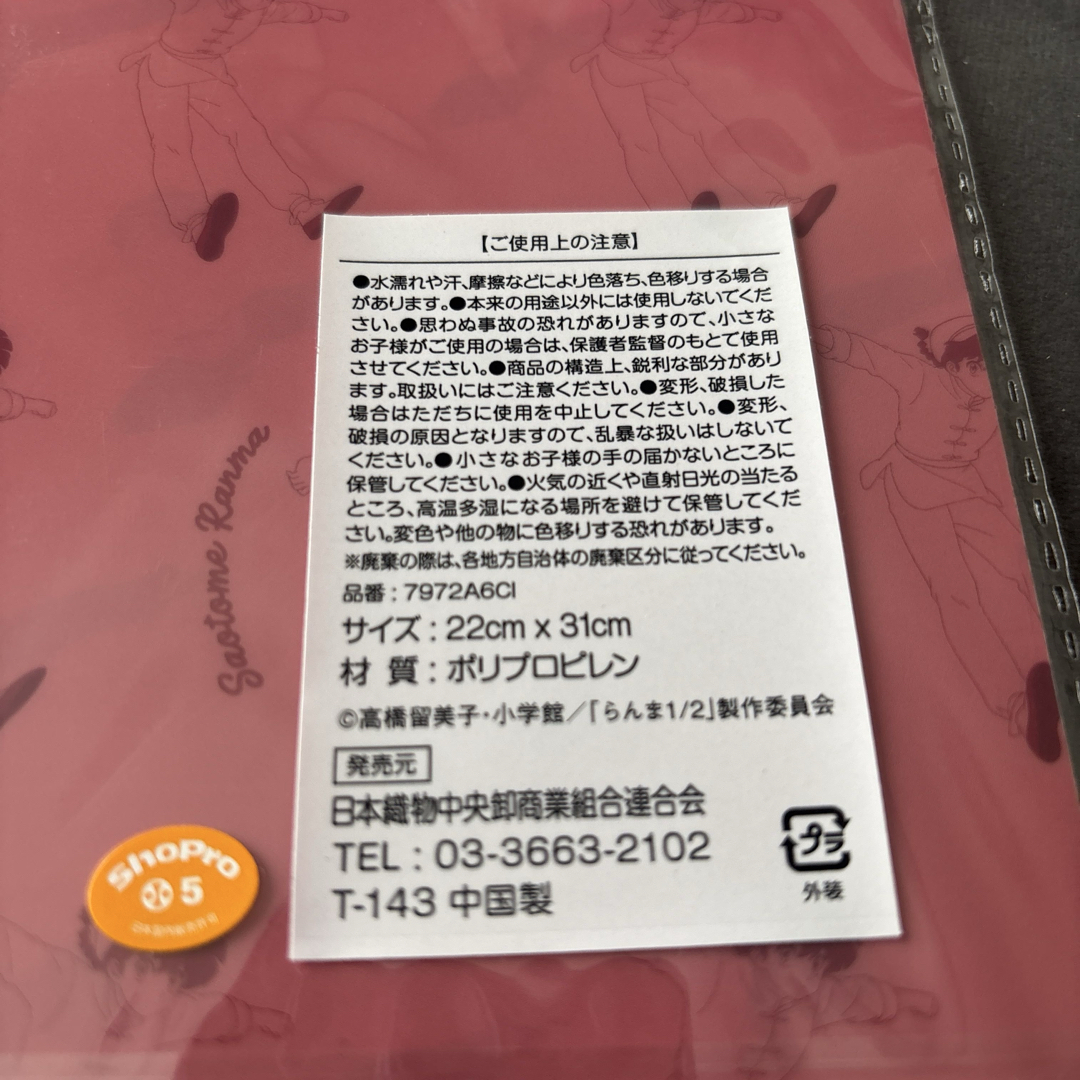 【ご使用上の注意】
●水濡れや汗、摩擦などにより色落ち、色移りする場合
があります。●本来の用途以外には使用しないでくだ
さい。●思わぬ事故の恐れがありますので、小さな
お子様がご使用の場合は、保護者監督のもとで使用
させてください。●商品の構造上、鋭利な部分があり
ます。取扱いにはご注意ください。●変形、破損した
場合はただちに使用を中止してください。●変形、
破損の原因となりますので、乱暴な扱いはしないで
ください。●小さなお子様の手の届かないところに
保管してください。●火気の近くや直射日光の当たる
ところ、高温多湿になる場所を避けて保管してくだ
さい。変色や他の物に色移りする恐れがあります。
※廃棄の際は、各地方自治体の廃棄区分に従ってください。
品番:7972A6CI
サイズ:22cm x 31cm
材 質:ポリプロピレン
©高橋留美子・小学館/「らんま1/2」製作委員会
発売元
日本織物中央卸商業組合連合会
TEL:03-3663-2102
T-143 中国製
プラ
外装
Saotome Ranma
ShoPro
5